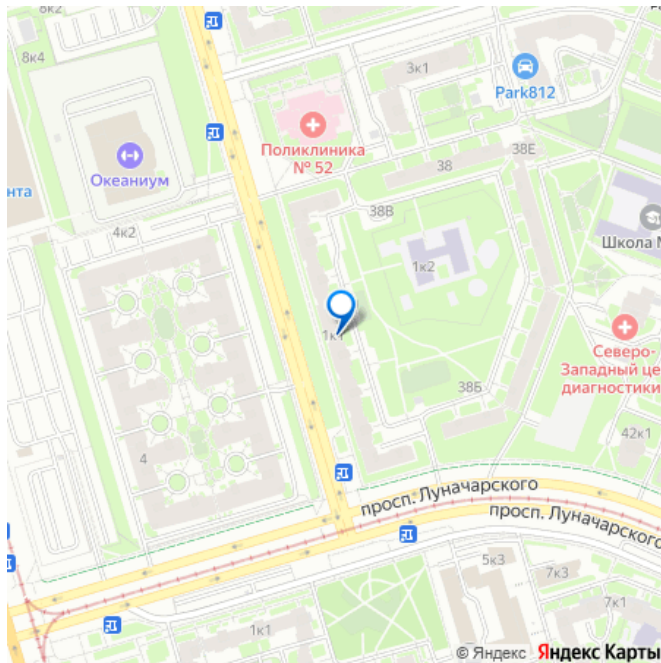 8к2
8к4
3к1
Park812
Поликлиника
№ 52
38Е
38
Океаниум
нта
38В
4к2
Школа №
1к2
1к1
Северо-
Западный це
диагностики
38Б
42к1
4
просп. Луначарского
просп. Луначарского
5к3
7к3
7к1
1к1
© Яндекс Яндекс Карты